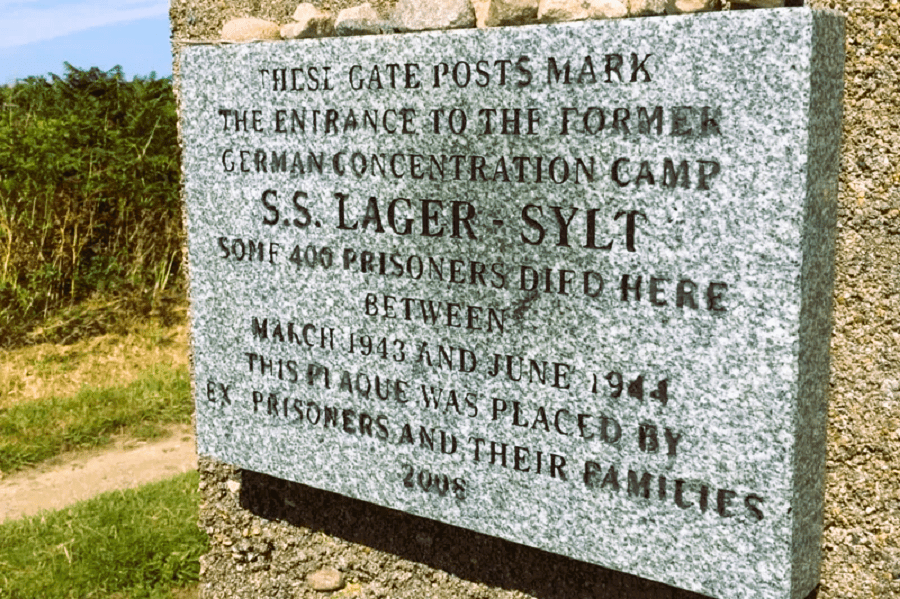 THESE GATE POSTS MARK
THE ENTRANCE TO THE FORMER
GERMAN CONCENTRATION CAMP
S.S. LAGER - SYLT
SOME 400 PRISONERS DIED HERE
BETWEEN
MARCH 1943 AND JUNE 1944
THIS PLAQUE WAS PLACED BY
EX PRISONERS AND THEIR FAMILIES
2008